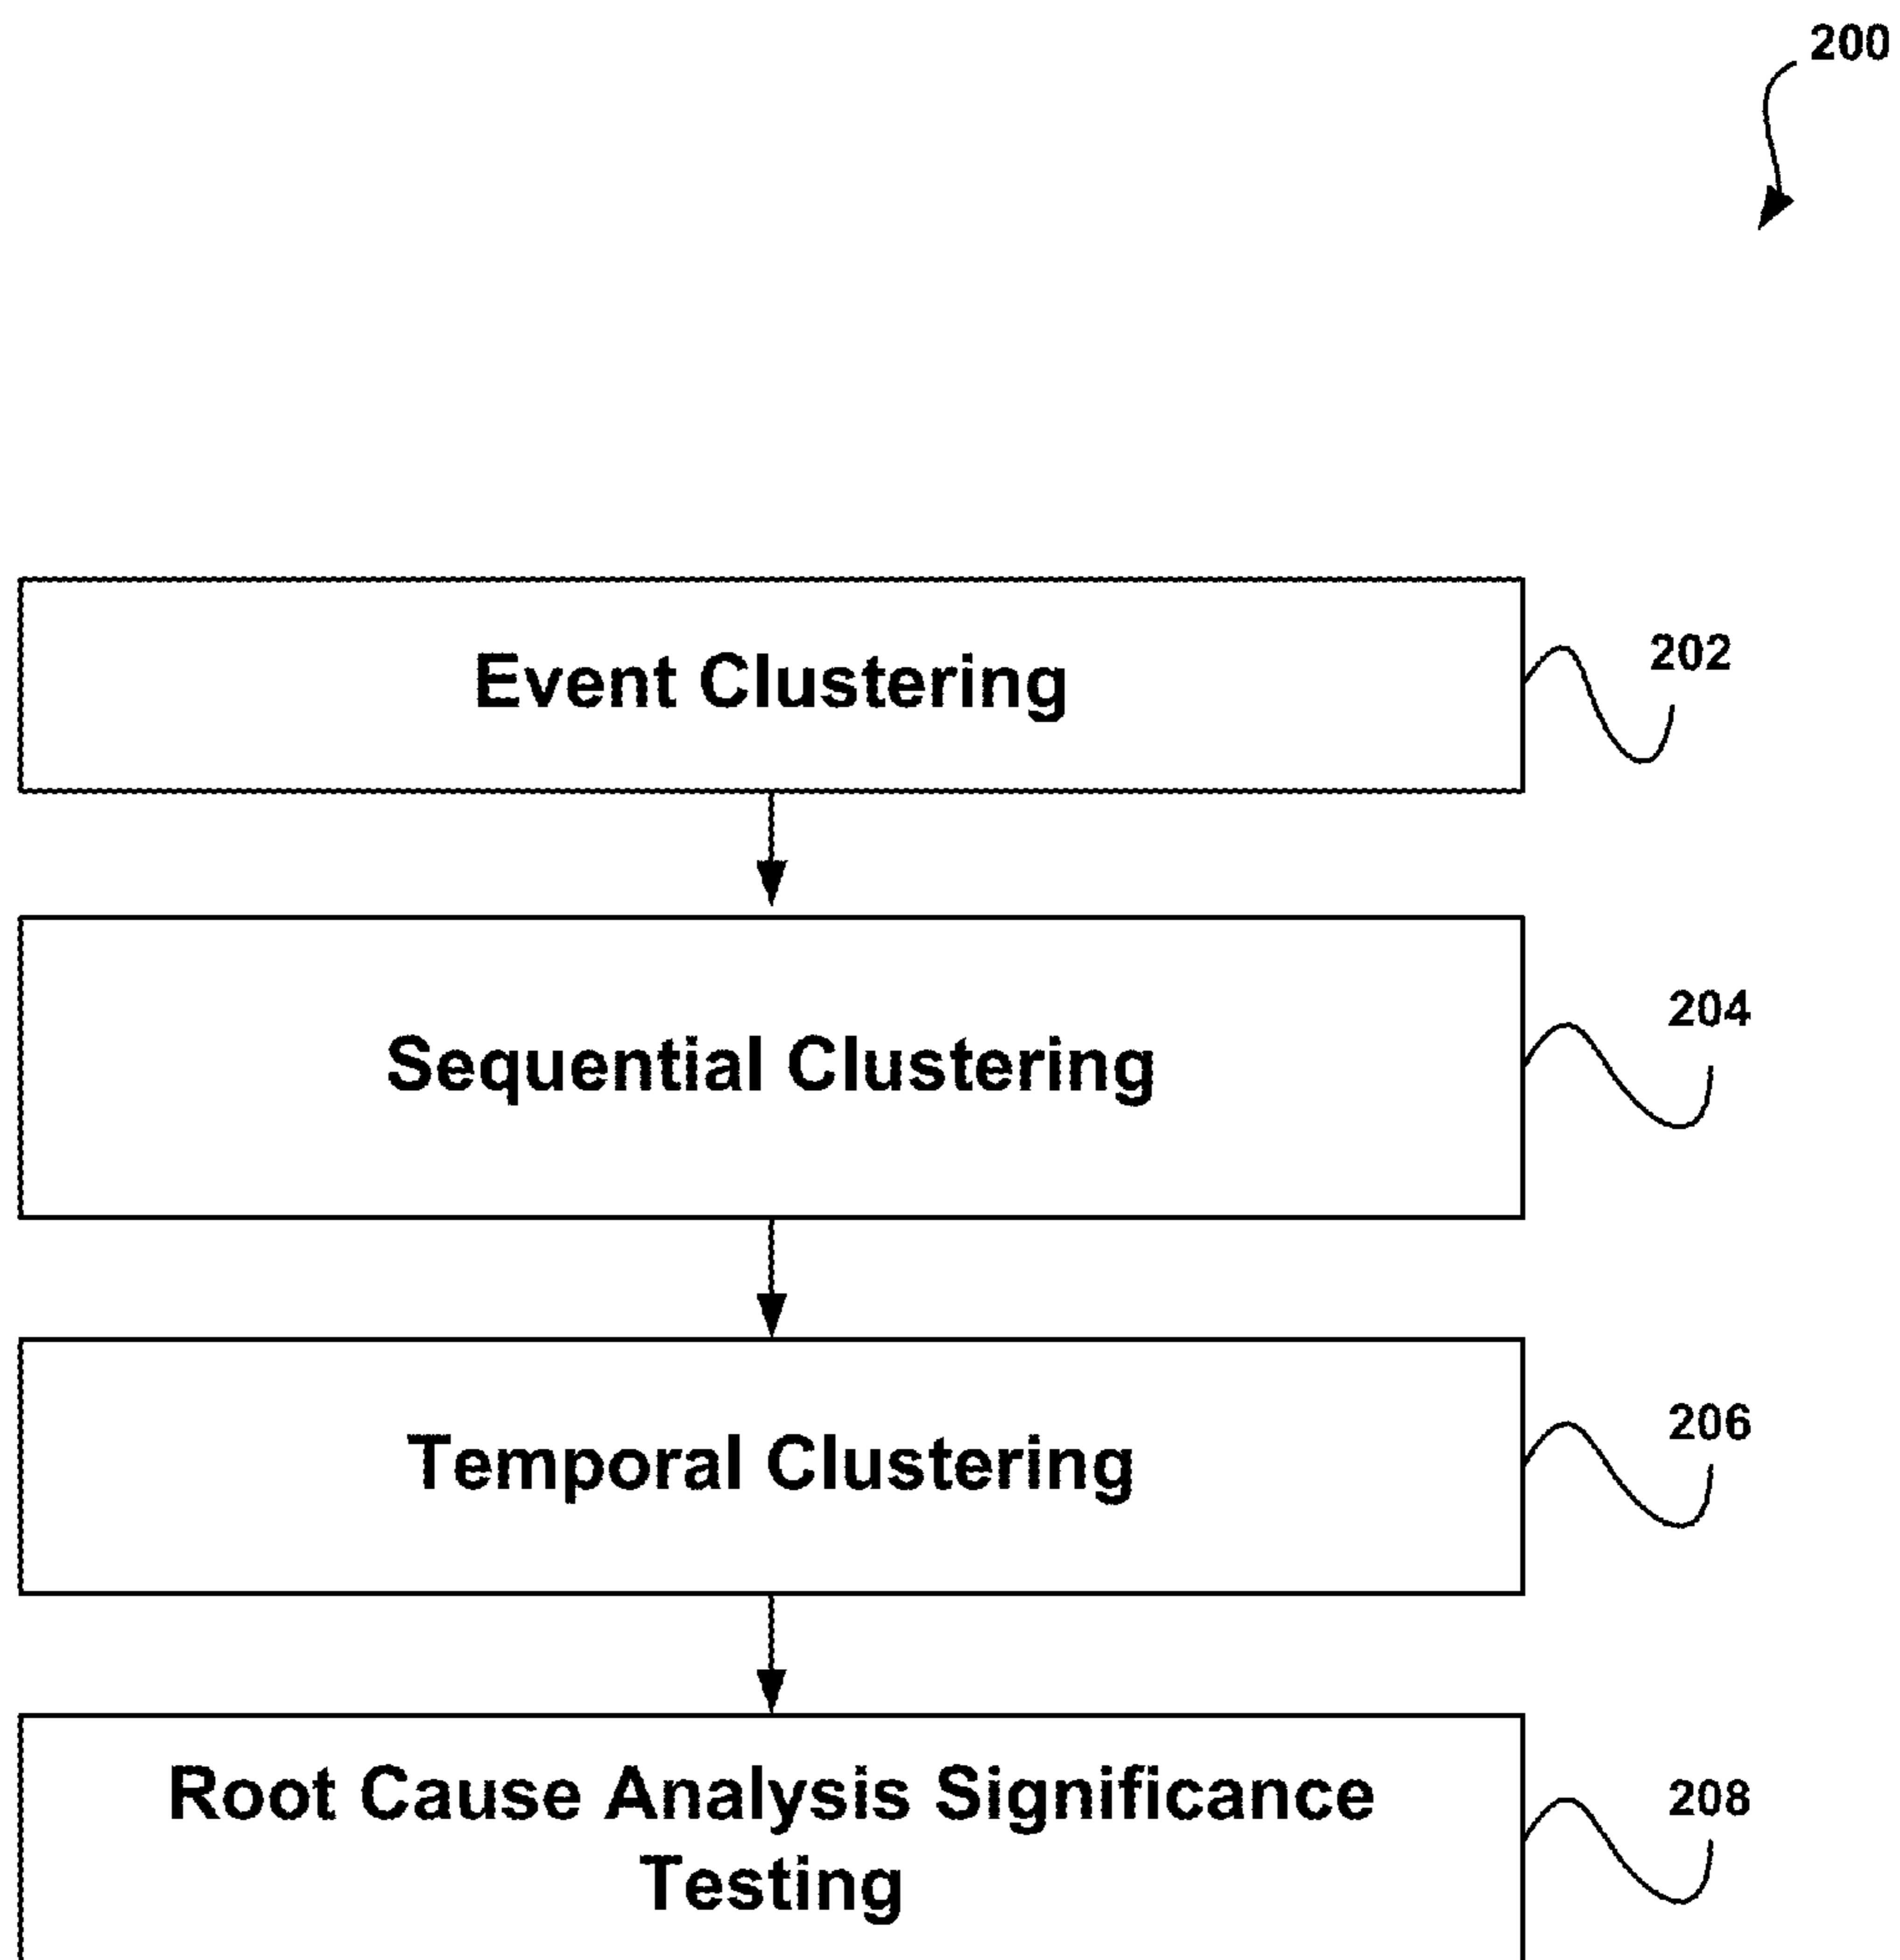 200
Event Clustering
202
Sequential Clustering
204
Temporal Clustering
206
Root Cause Analysis Significance
Testing
208